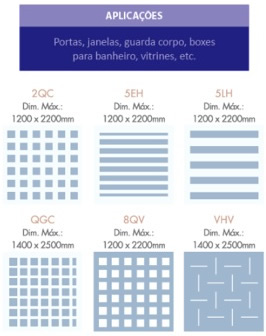 APLICAÇÕES
Portas, janelas, guarda corpo, boxes
para banheiro, vitrines, etc.
2QC
Dim. Máx.:
1200 x 2200mm
5EH
Dim. Máx.:
1200 x 2200mm
5LH
Dim. Máx.:
1200 x 2200mm
QGC
Dim. Máx.:
1400 x 2500mm
8QV
Dim. Máx.:
1200 x 2200mm
VHV
Dim. Máx.:
1400 x 2500mm